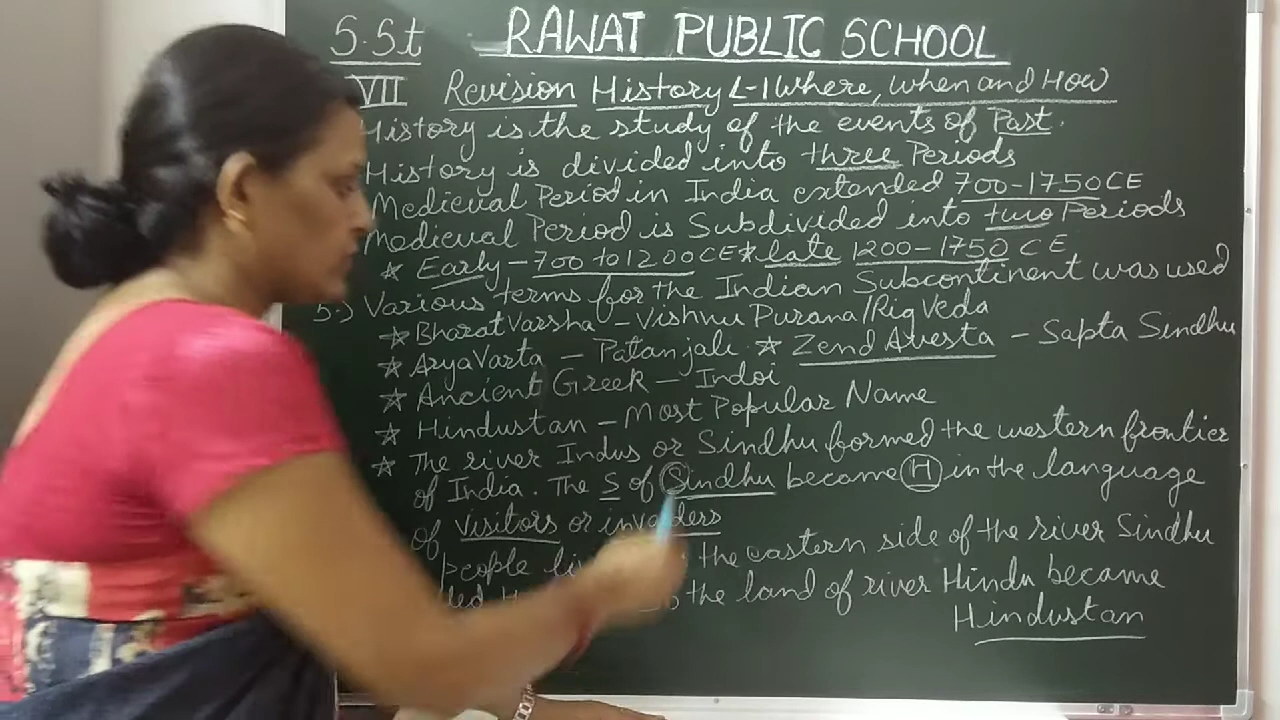 S.St RAWAT PUBLIC SCHOOL
VII Revision History L-1 Where, When and How
History is the study of the events of Past.
History is divided into three Periods
Medieval Period in India extended 700-1750 CE
Medieval Period is Subdivided into two Periods
* Early - 700 to 1200 CE * late 1200 - 1750 CE
5.) Various terms for the Indian Subcontinent was used
* Bharat Varsha - Vishnu Purana/Rig Veda
* Arya Varta - Patanjali * Zend Avesta - Sapta Sindhu
* Ancient Greek - Indoi
* Hindustan - Most Popular Name
* The river Indus or Sindhu formed the western frontier
of India. The S of Sindhu became H in the language
of visitors or invaders
people the eastern side of the river Sindhu
the land of river Hindu became
Hindustan